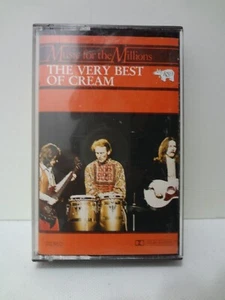 Music for the Millions
THE VERY BEST
OF CREAM